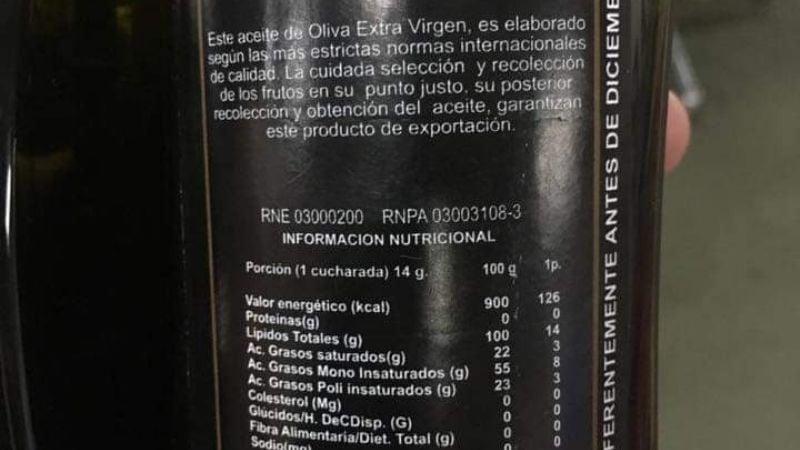 Este aceite de Oliva Extra Virgen, es elaborado
según las más estrictas normas internacionales
de calidad. La cuidada selección y recolección
de los frutos en su punto justo, su posterior
recolección y obtención del aceite, garantizan
este producto de exportación.
RNE 03000200 RNPA 03003108-3
INFORMACION NUTRICIONAL
Porción (1 cucharada) 14 g. 100 g 1p.
Valor energético (kcal) 900 126
Proteinas(g) 0 0
Lipidos Totales (g) 100 14
Ac. Grasos saturados(g) 22 3
Ac. Grasos Mono Insaturados (g) 55 8
Ac. Grasos Poli insaturados (g) 23 3
Colesterol (Mg) 0 0
Glúcidos/H. DeCDisp. (G) 0 0
Fibra Alimentaria/Diet. Total (g) 0 0
Sodio(mg)
FERENTEMENTE ANTES DE DICIEMB